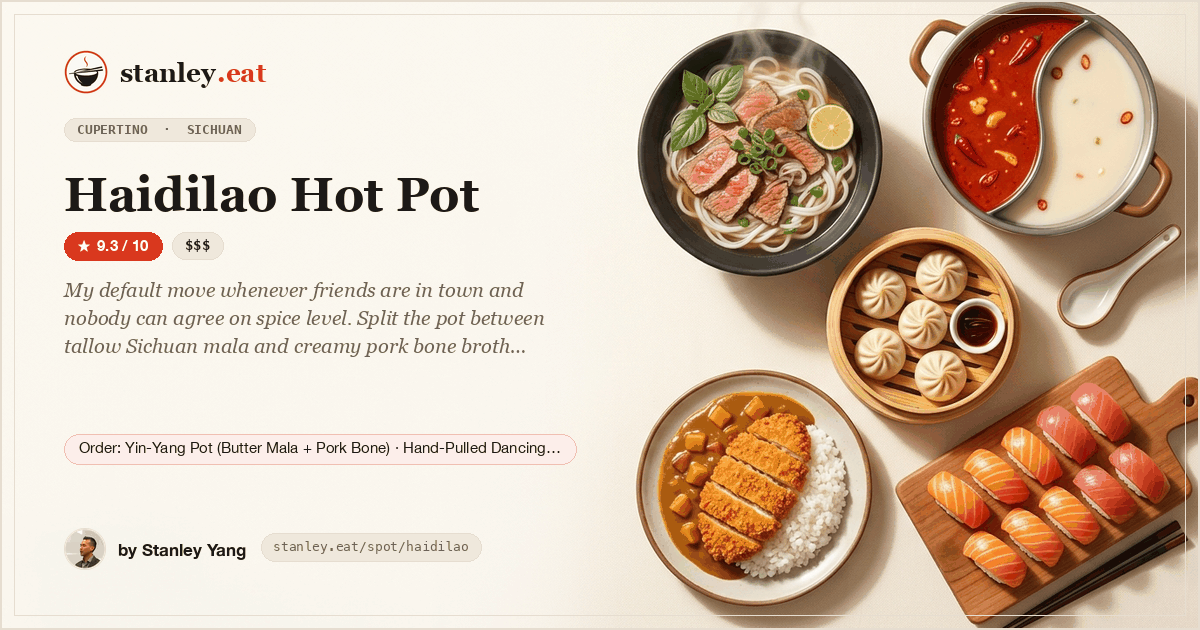 stanley.eat
CUPERTINO · SICHUAN
Haidilao Hot Pot
★ 9.3 / 10 $$$
My default move whenever friends are in town and
nobody can agree on spice level. Split the pot between
tallow Sichuan mala and creamy pork bone broth...
Order: Yin-Yang Pot (Butter Mala + Pork Bone) · Hand-Pulled Dancing...
by Stanley Yang stanley.eat/spot/haidilao